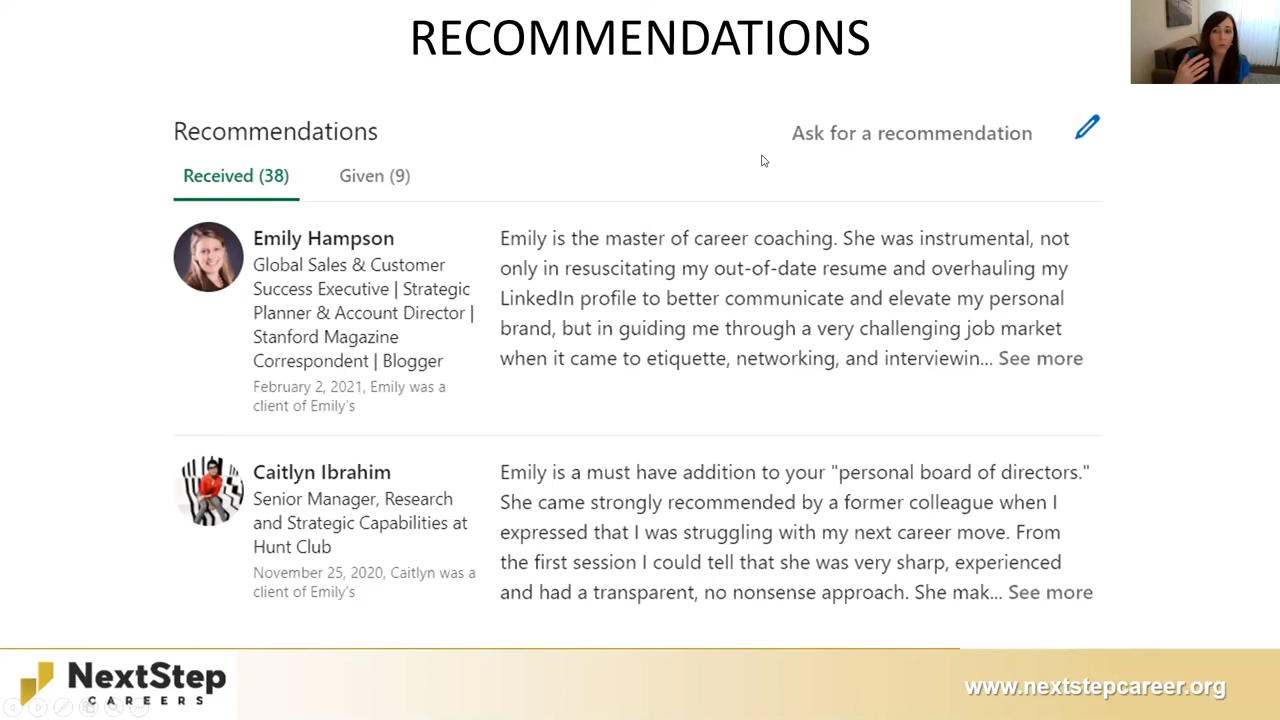 RECOMMENDATIONS
Recommendations
Ask for a recommendation
Received (38)
Given (9)
Emily Hampson
Global Sales & Customer
Success Executive | Strategic
Planner & Account Director |
Stanford Magazine
Correspondent | Blogger
February 2, 2021, Emily was a
client of Emily's
Emily is the master of career coaching. She was instrumental, not
only in resuscitating my out-of-date resume and overhauling my
LinkedIn profile to better communicate and elevate my personal
brand, but in guiding me through a very challenging job market
when it came to etiquette, networking, and interviewin... See more
Caitlyn Ibrahim
Senior Manager, Research
and Strategic Capabilities at
Hunt Club
November 25, 2020, Caitlyn was a
client of Emily's
Emily is a must have addition to your "personal board of directors."
She came strongly recommended by a former colleague when I
expressed that I was struggling with my next career move. From
the first session I could tell that she was very sharp, experienced
and had a transparent, no nonsense approach. She mak... See more
NextStep
CAREERS
www.nextstepcareer.org